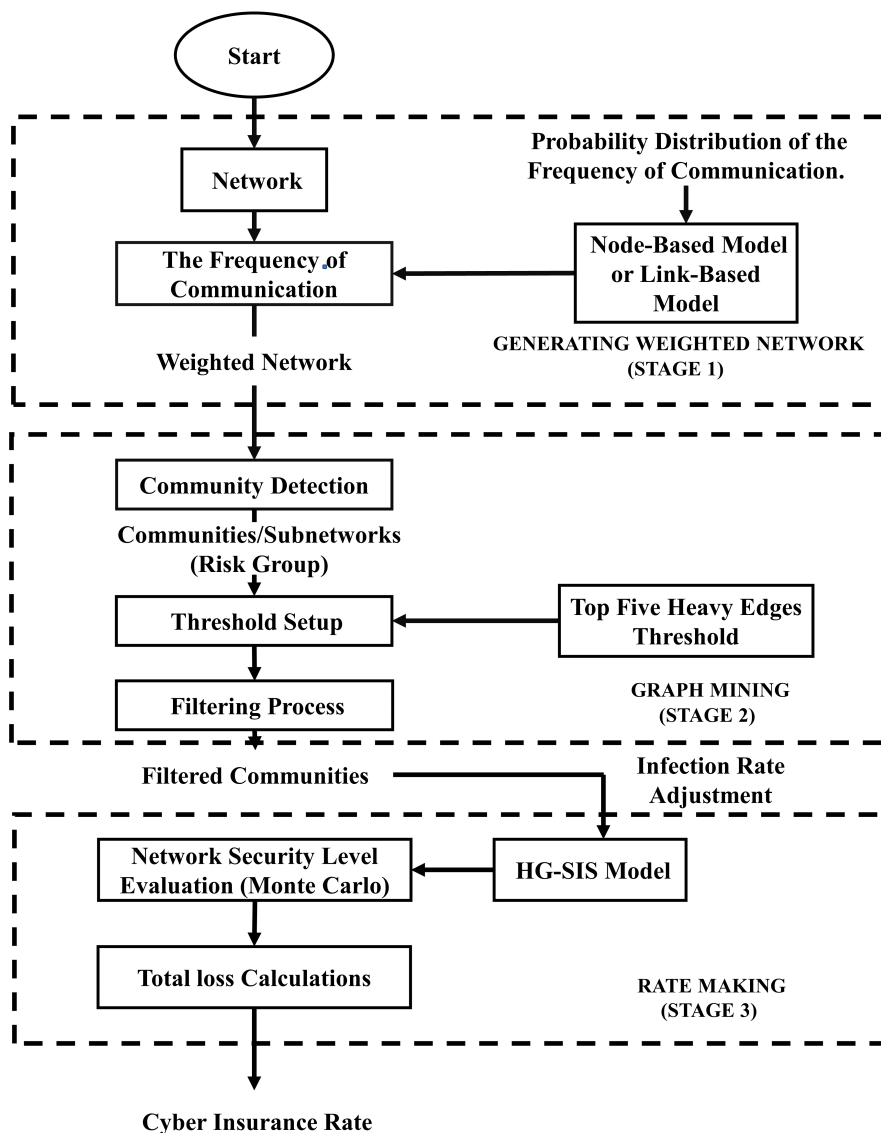 Start
Probability Distribution of the
Frequency of Communication.
Network
Node-Based Model
or Link-Based
Model
The Frequency of
Communication
GENERATING WEIGHTED NETWORK
(STAGE 1)
Weighted Network
Community Detection
Communities/Subnetworks
(Risk Group)
Threshold Setup
Top Five Heavy Edges
Threshold
Filtering Process
GRAPH MINING
(STAGE 2)
Filtered Communities
Infection Rate
Adjustment
Network Security Level
Evaluation (Monte Carlo)
HG-SIS Model
Total loss Calculations
RATE MAKING
(STAGE 3)
Cyber Insurance Rate